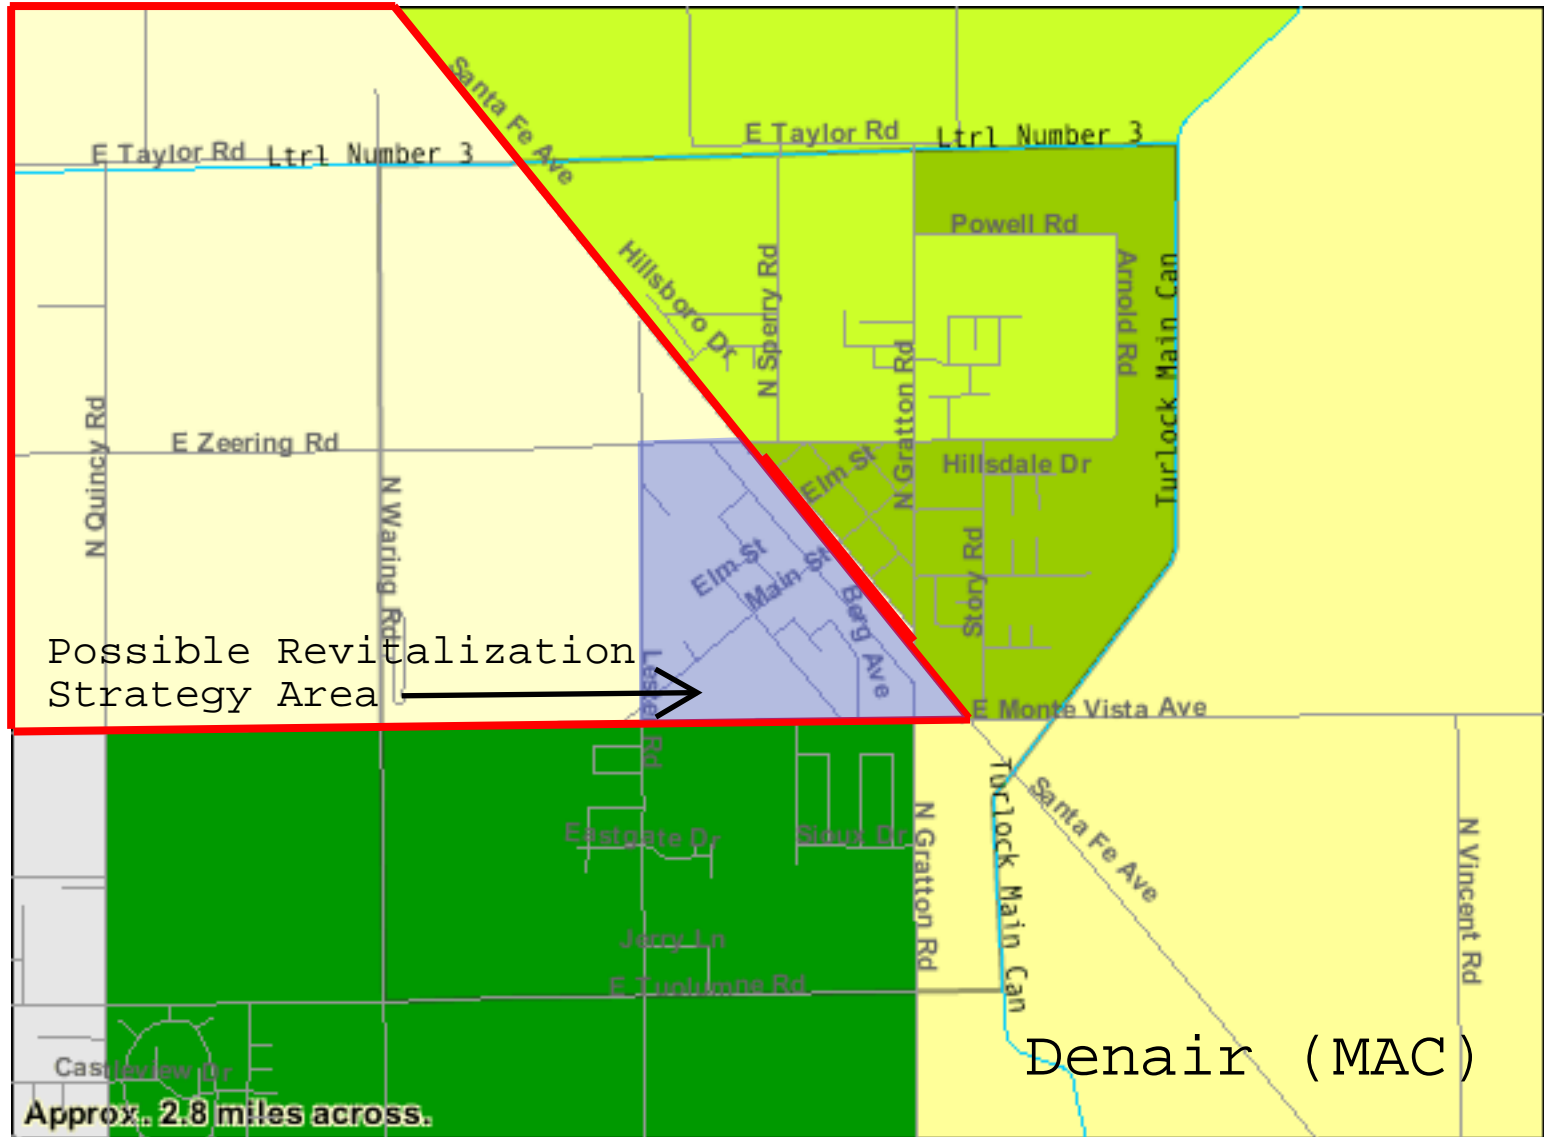 Santa Fe Ave
E Taylor Rd
Ltrl Number 3
E Taylor Rd
Ltrl Number 3
Powell Rd
Hillsboro Dr
N Sperry Rd
N Gratton Rd
Arnold Rd
Turlock Main Can
E Zeering Rd
N Quincy Rd
N Waring Rd
Elm St
Hillsdale Dr
Elm St
Main St
Berg Ave
Story Rd
Possible Revitalization
Strategy Area
E Monte Vista Ave
Rd
Turlock Main Can
Santa Fe Ave
Eastgate Dr
Sioux Dr
N Gratton Rd
N Vincent Rd
Jerry Ln
E Tuolumne Rd
Denair (MAC)
Castleview Dr
Approx. 2.8 miles across.